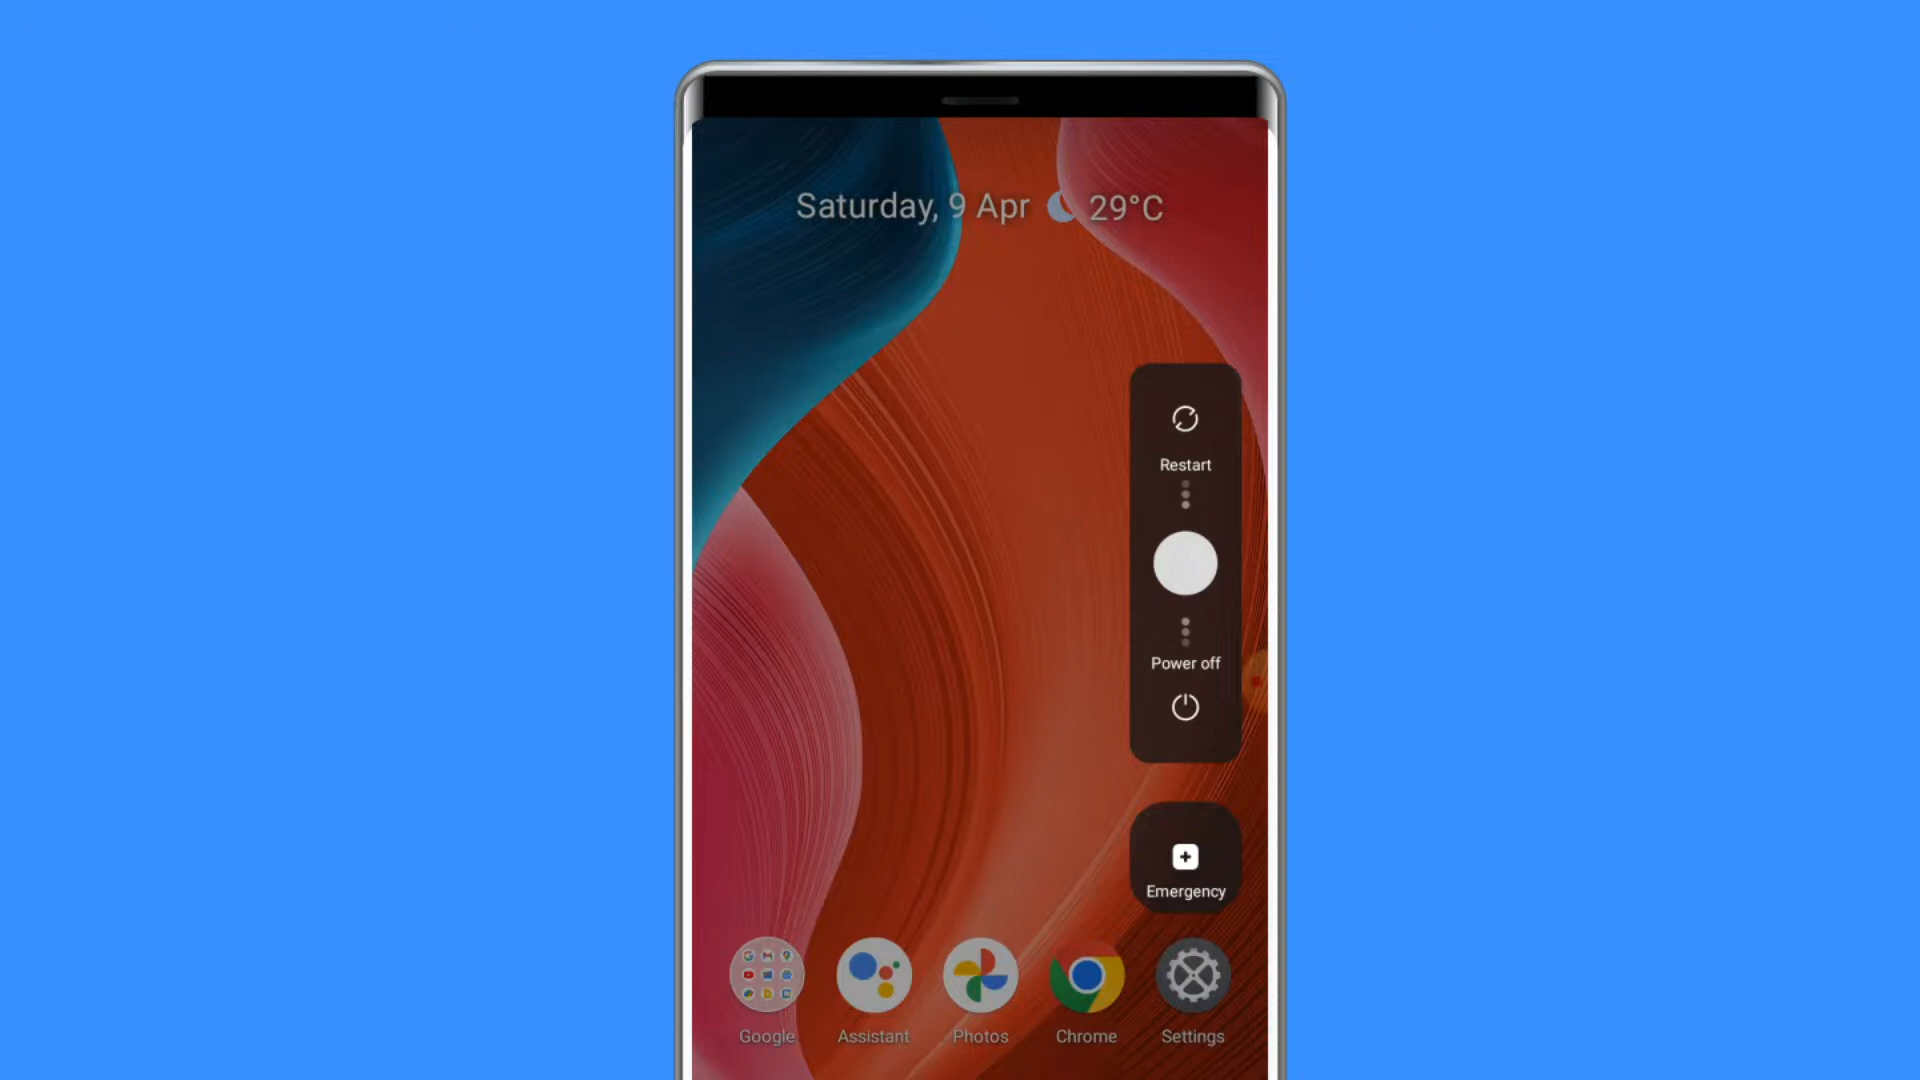 Saturday, 9 Apr 29°C
Restart
Power off
Emergency
Google Assistant Photos Chrome Settings